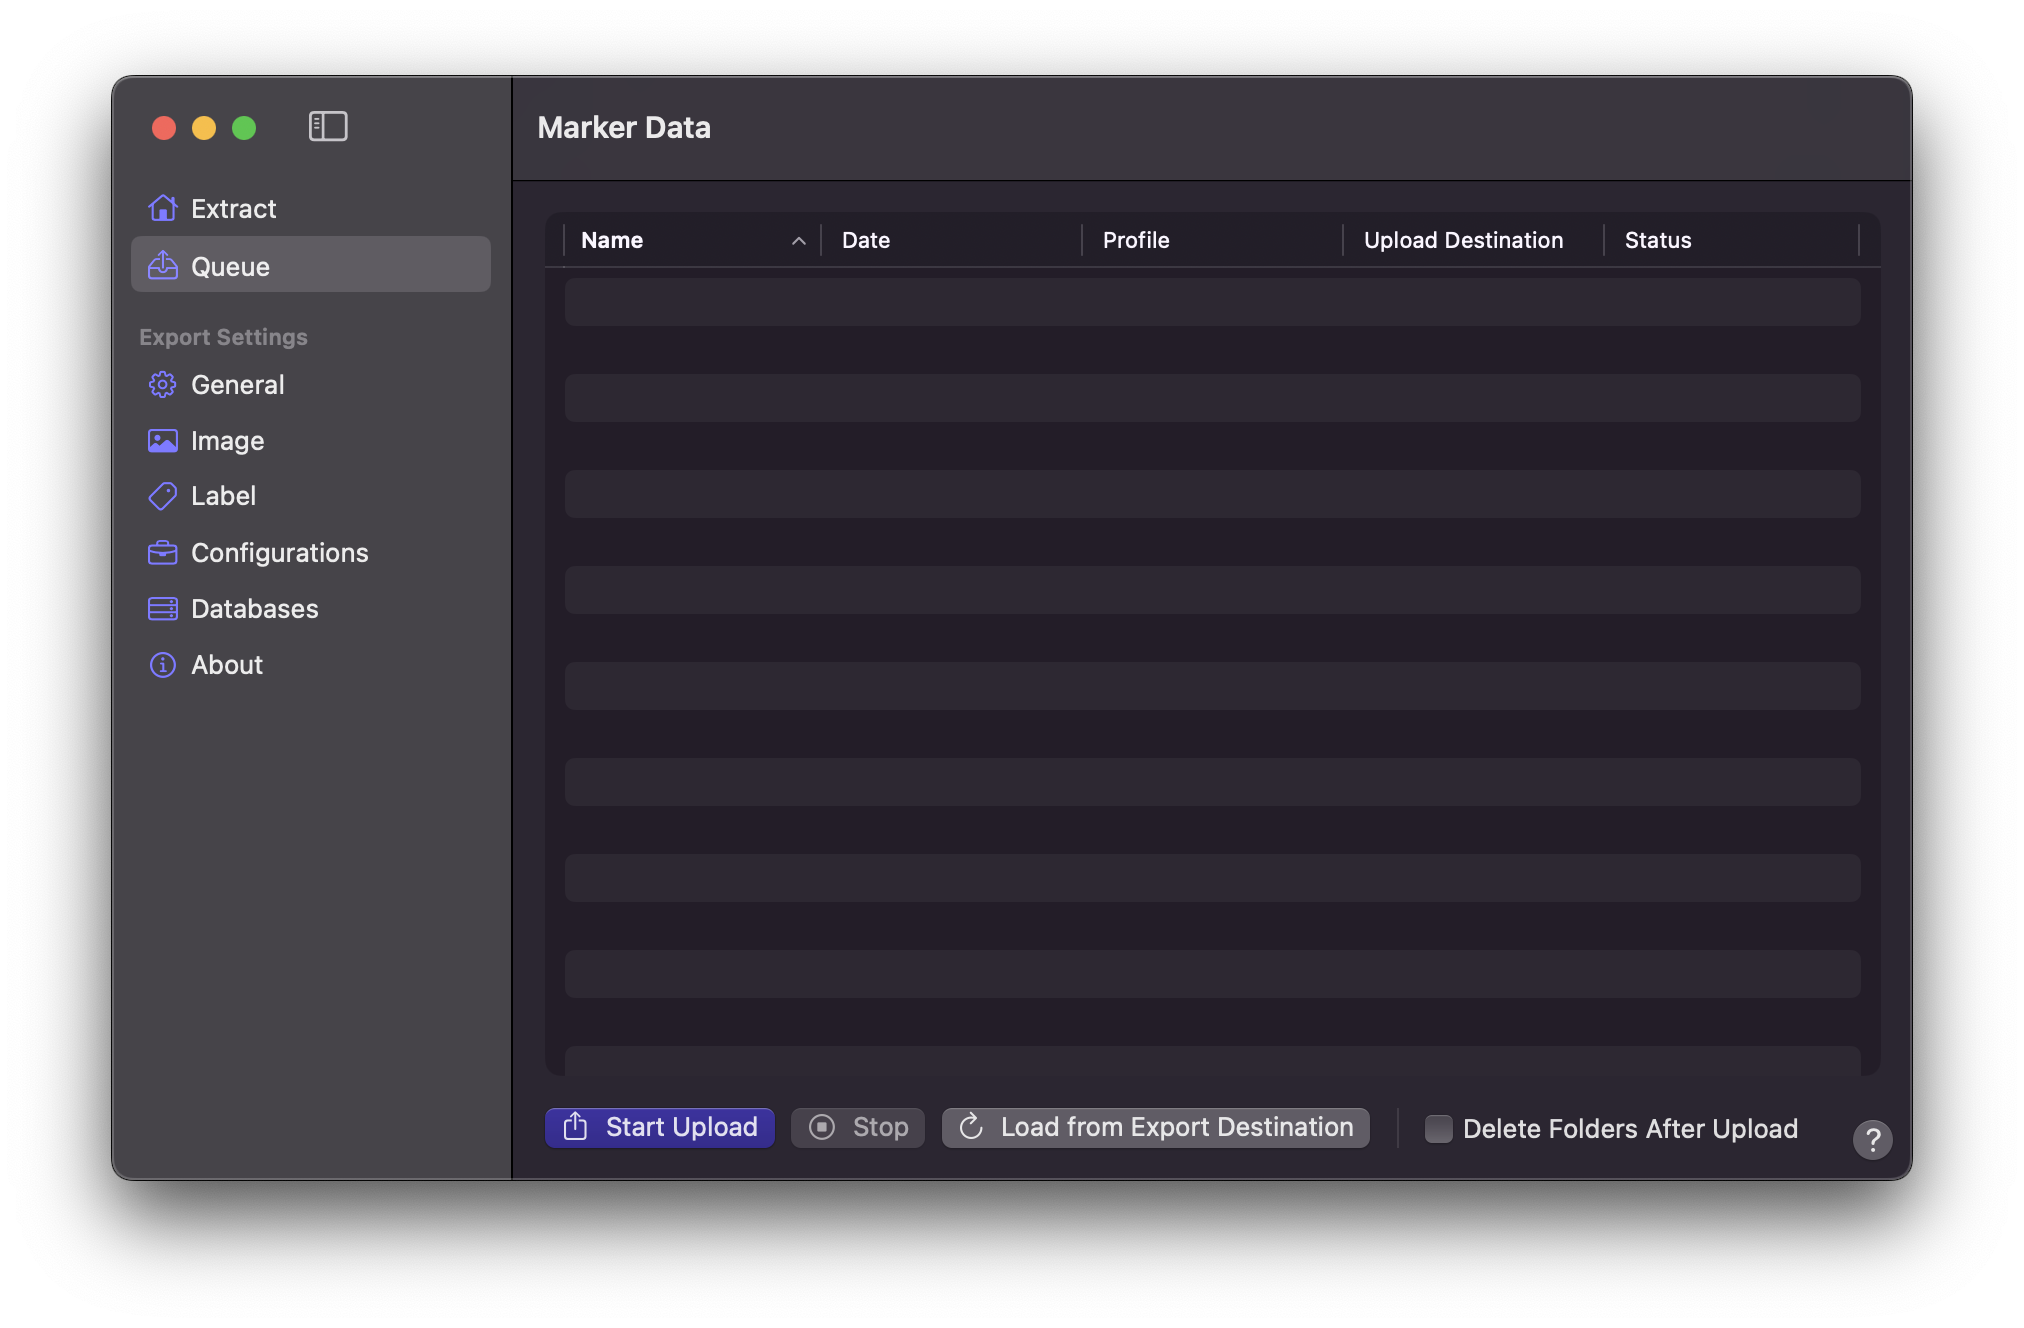 Marker Data
Extract
Queue
Export Settings
General
Image
Label
Configurations
Databases
About
Name Date Profile Upload Destination Status
Start Upload Stop Load from Export Destination Delete Folders After Upload ?